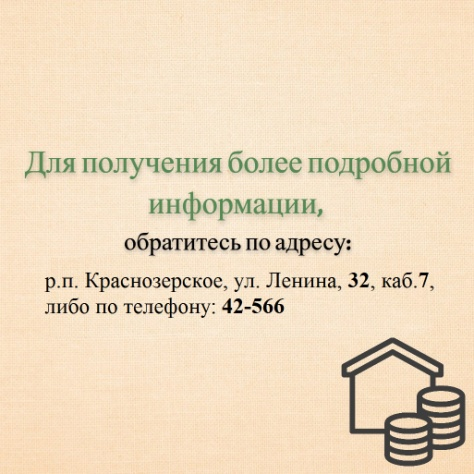 Для получения более подробной
информации,
обратитесь по адресу:
р.п. Краснозерское, ул. Ленина, 32, каб.7,
либо по телефону: 42-566